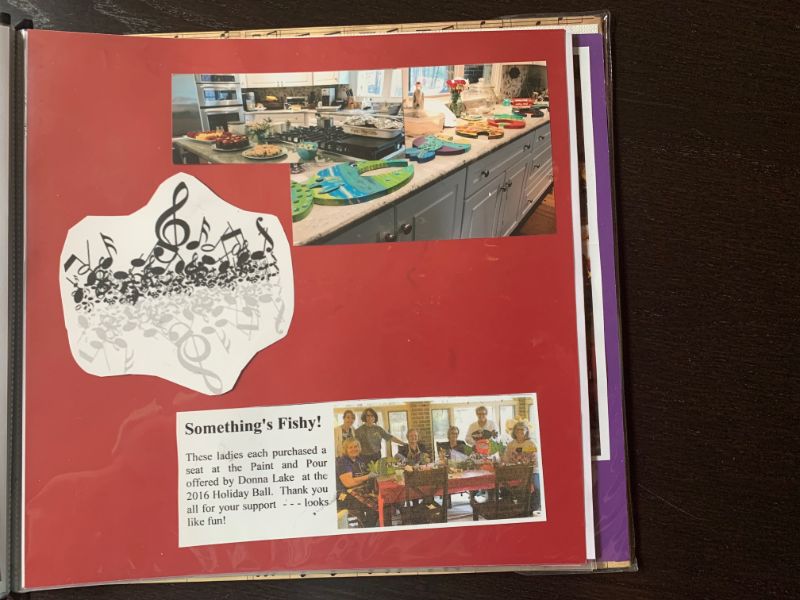 Something's Fishy!
These ladies each purchased a
seat at the Paint and Pour
offered by Donna Lake at the
2016 Holiday Ball. Thank you
all for your support - - - looks
like fun!